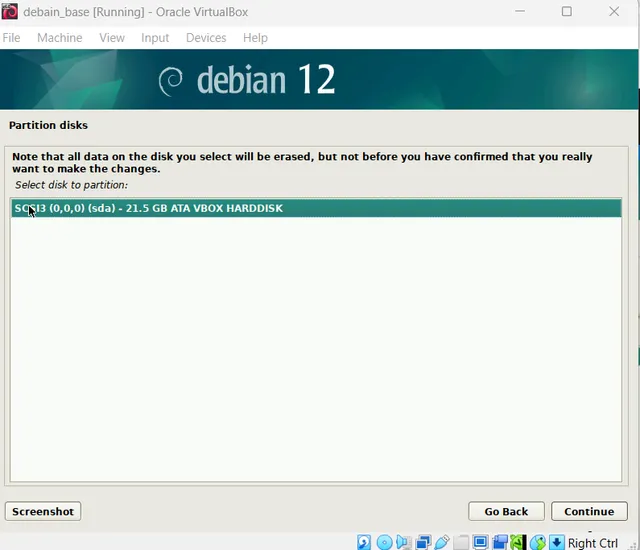 debain_base [Running] - Oracle VirtualBox
File Machine View Input Devices Help
debian 12
Partition disks
Note that all data on the disk you select will be erased, but not before you have confirmed that you really
want to make the changes.
Select disk to partition:
SCSI3 (0,0,0) (sda) - 21.5 GB ATA VBOX HARDDISK
Screenshot Go Back Continue
Right Ctrl